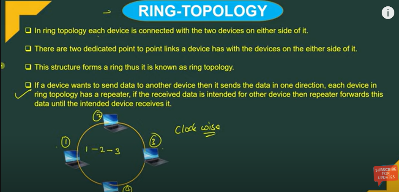 RING-TOPOLOGY
In ring topology each device is connected with the two devices on either side of it.
There are two dedicated point to point links a device has with the devices on the either side of it.
This structure forms a ring thus it is known as ring topology.
If a device wants to send data to another device then it sends the data in one direction, each device in
ring topology has a repeater, if the received data is intended for other device then repeater forwards this
data until the intended device receives it.
2
Clock wise
1
1-2-3
3